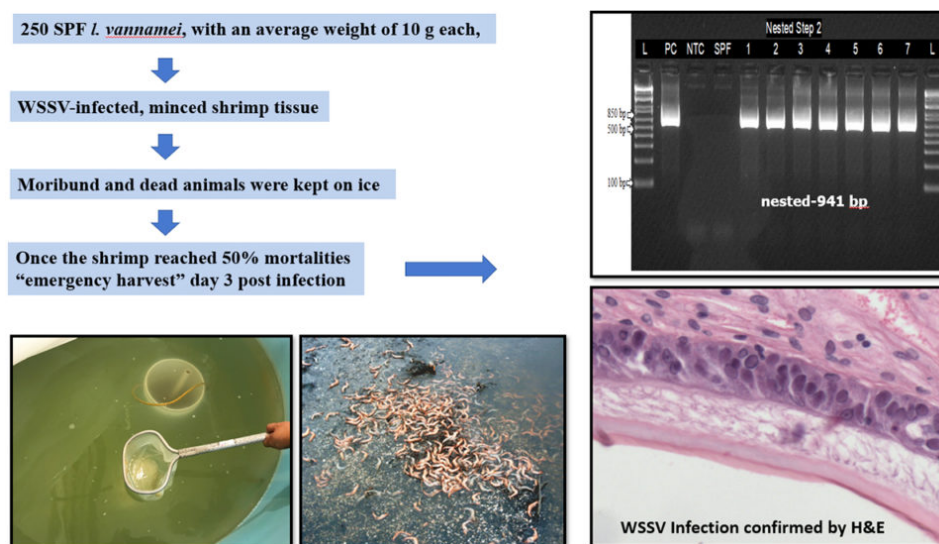 250 SPF l. vannamei, with an average weight of 10 g each,
WSSV-infected, minced shrimp tissue
Moribund and dead animals were kept on ice
Once the shrimp reached 50% mortalities
“emergency harvest” day 3 post infection
Nested Step 2
L PC NTC SPF 1 2 3 4 5 6 7 L
850 bp
500 bp
100 bp
nested-941 bp
WSSV Infection confirmed by H&E